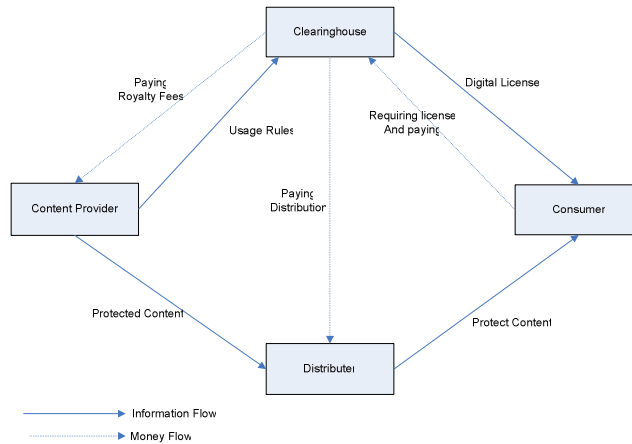 Clearinghouse
Paying
Royalty Fees
Digital License
Requiring license
And paying
Usage Rules
Content Provider
Paying
Distribution
Consumer
Protected Content
Protect Content
Distributer
Information Flow
Money Flow